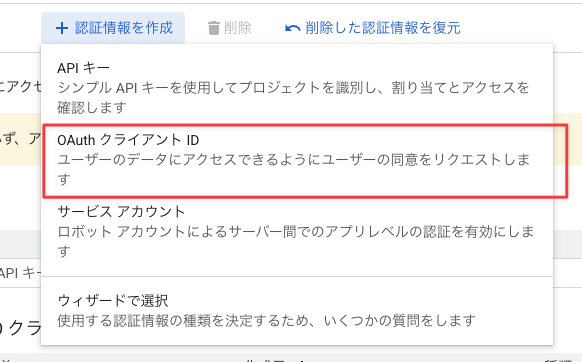 + 認証情報を作成 削除 削除した認証情報を復元
API キー
シンプル API キーを使用してプロジェクトを識別し、割り当てとアクセスを
確認します
にアクセ
OAuth クライアント ID
ず、ア
ユーザーのデータにアクセスできるようにユーザーの同意をリクエストしま
す
サービス アカウント
ロボット アカウントによるサーバー間でのアプリレベルの認証を有効にしま
す
API キー
ウィザードで選択
使用する認証情報の種類を決定するため、いくつかの質問をします
クラ